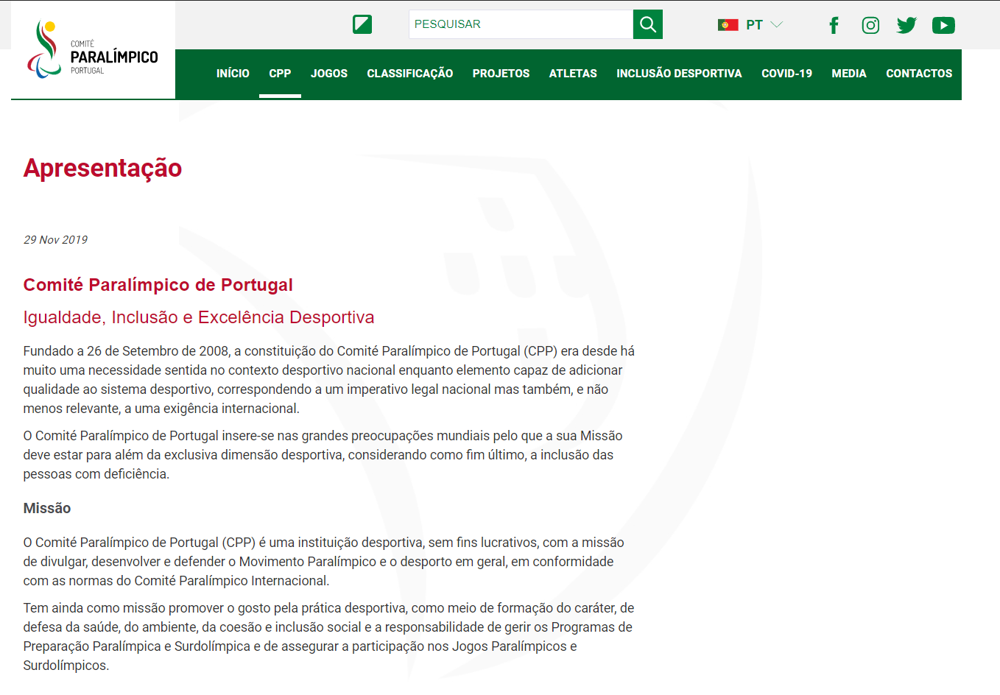 COMITÉ
PARALÍMPICO
PORTUGAL
PESQUISAR
PT
INÍCIO CPP JOGOS CLASSIFICAÇÃO PROJETOS ATLETAS INCLUSÃO DESPORTIVA COVID-19 MEDIA CONTACTOS
Apresentação
29 Nov 2019
Comité Paralímpico de Portugal
Igualdade, Inclusão e Excelência Desportiva
Fundado a 26 de Setembro de 2008, a constituição do Comité Paralímpico de Portugal (CPP) era desde há
muito uma necessidade sentida no contexto desportivo nacional enquanto elemento capaz de adicionar
qualidade ao sistema desportivo, correspondendo a um imperativo legal nacional mas também, e não
menos relevante, a uma exigência internacional.
O Comité Paralímpico de Portugal insere-se nas grandes preocupações mundiais pelo que a sua Missão
deve estar para além da exclusiva dimensão desportiva, considerando como fim último, a inclusão das
pessoas com deficiência.
Missão
O Comité Paralímpico de Portugal (CPP) é uma instituição desportiva, sem fins lucrativos, com a missão
de divulgar, desenvolver e defender o Movimento Paralímpico e o desporto em geral, em conformidade
com as normas do Comité Paralímpico Internacional.
Tem ainda como missão promover o gosto pela prática desportiva, como meio de formação do caráter, de
defesa da saúde, do ambiente, da coesão e inclusão social e a responsabilidade de gerir os Programas de
Preparação Paralímpica e Surdolímpica e de assegurar a participação nos Jogos Paralímpicos e
Surdolímpicos.